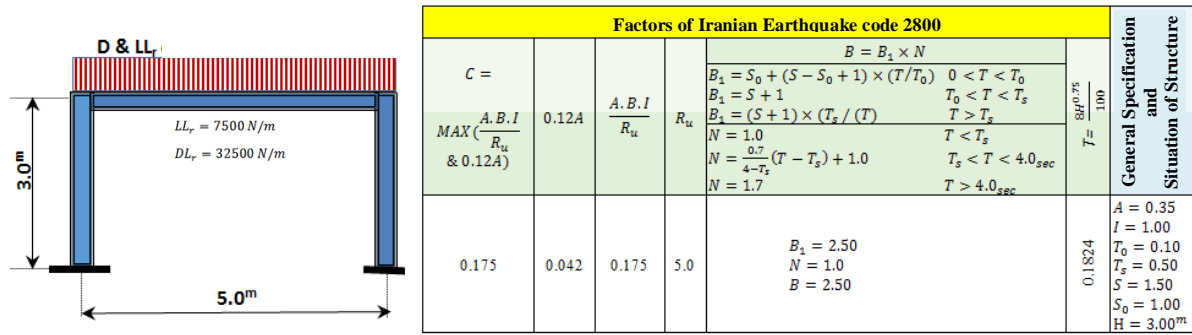 D & LLr
LLr = 7500 N/m
DLr = 32500 N/m
3.0m
5.0m
Factors of Iranian Earthquake code 2800
C =
MAX(A.B.I/Ru
& 0.12A)
0.12A
A.B.I/Ru
Ru
B = B1 × N
B1 = S0 + (S − S0 + 1) × (T/T0) 0 < T < T0
B1 = S + 1 T0 < T < Ts
B1 = (S + 1) × (Ts / (T) T > Ts
N = 1.0 T < Ts
N = 0.7/4−Ts (T − Ts) + 1.0 Ts < T < 4.0sec
N = 1.7 T > 4.0sec
T = 8H^0.75/100
General Specification
and
Situation of Structure
0.175
0.042
0.175
5.0
B1 = 2.50
N = 1.0
B = 2.50
0.1824
A = 0.35
I = 1.00
T0 = 0.10
Ts = 0.50
S = 1.50
S0 = 1.00
H = 3.00m